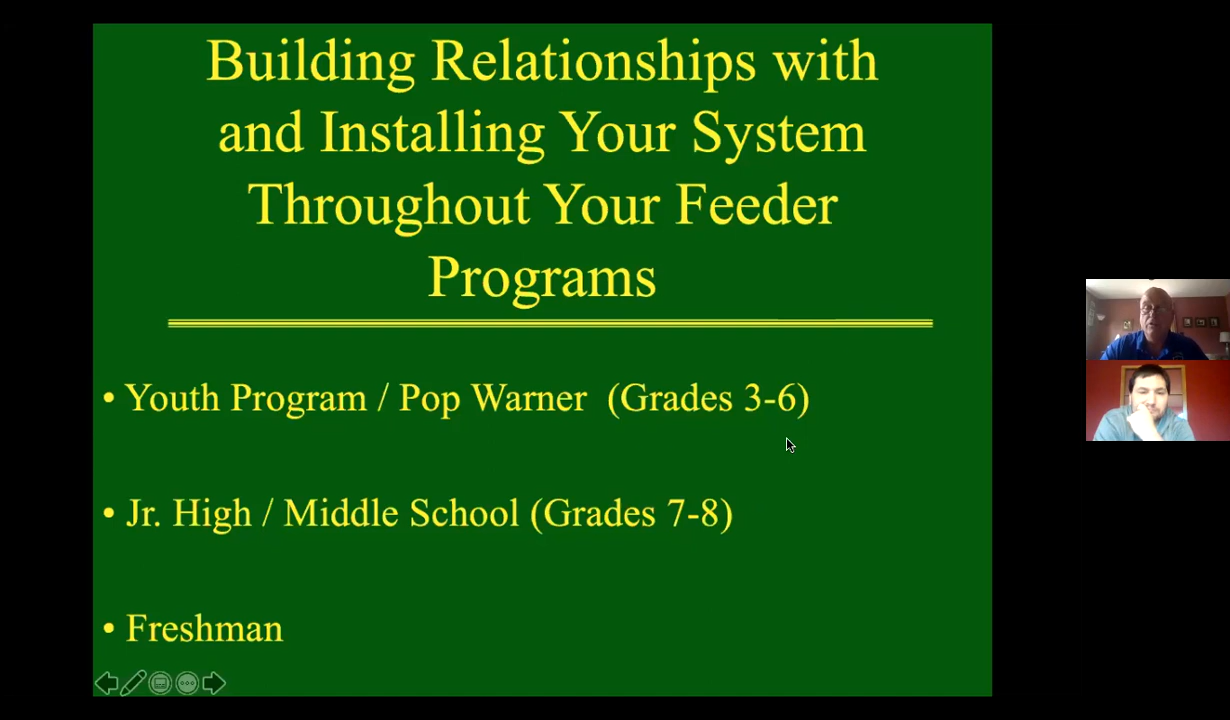 Building Relationships with
and Installing Your System
Throughout Your Feeder
Programs
• Youth Program / Pop Warner (Grades 3-6)
• Jr. High / Middle School (Grades 7-8)
• Freshman